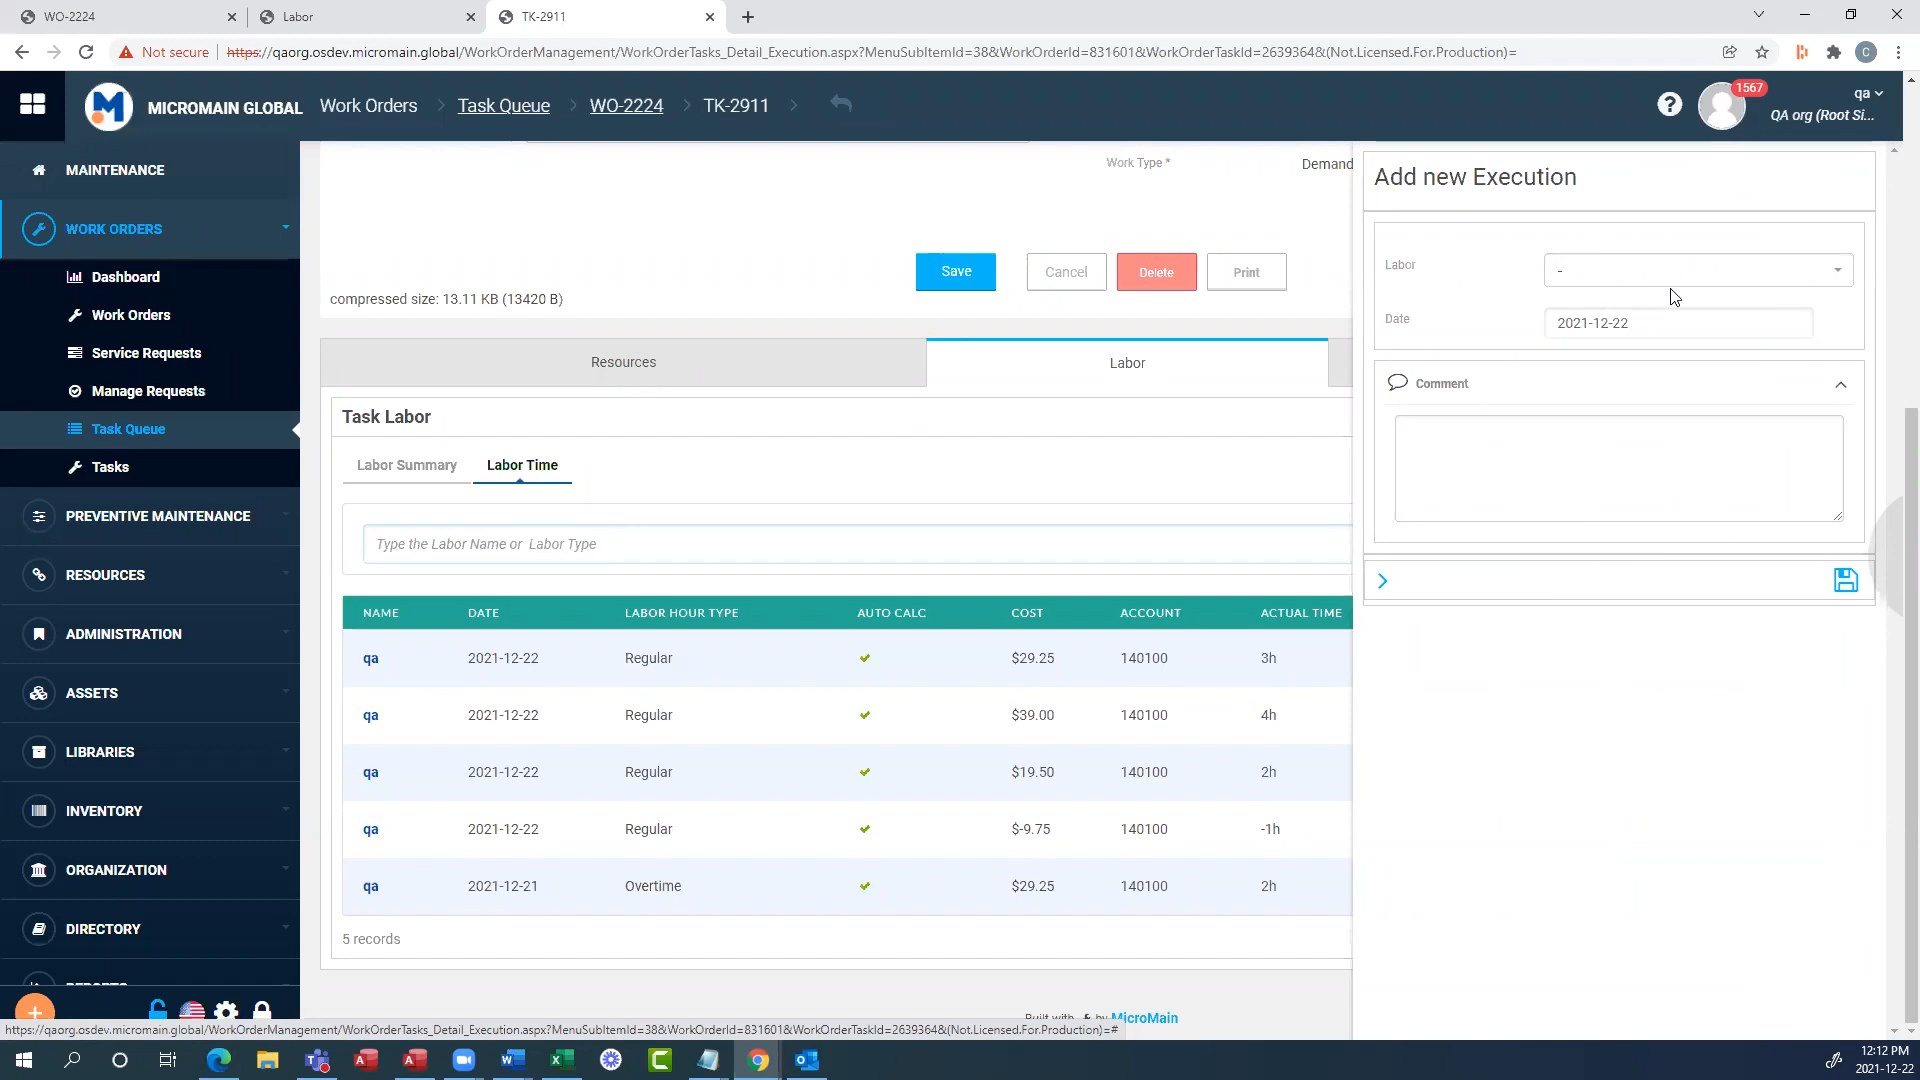 WO-2224
Labor
TK-2911
Not secure
https://qaorg.osdev.micromain.global/WorkOrderManagement/WorkOrderTasks_Detail_Execution.aspx?MenuSubItemId=38&WorkOrderId=831601&WorkOrderTaskId=2639364&(Not.Licensed.For.Production)=
C
MICROMAIN GLOBAL
Work Orders
Task Queue
WO-2224
TK-2911
1567
qa
QA org (Root Si...
MAINTENANCE
WORK ORDERS
Dashboard
Work Orders
Service Requests
Manage Requests
Task Queue
Tasks
PREVENTIVE MAINTENANCE
RESOURCES
ADMINISTRATION
ASSETS
LIBRARIES
INVENTORY
ORGANIZATION
DIRECTORY
Work Type *
Demand
Save
Cancel
Delete
Print
compressed size: 13.11 KB (13420 B)
Resources
Labor
Task Labor
Labor Summary
Labor Time
Type the Labor Name or Labor Type
NAME DATE LABOR HOUR TYPE AUTO CALC COST ACCOUNT ACTUAL TIME
qa 2021-12-22 Regular $29.25 140100 3h
qa 2021-12-22 Regular $39.00 140100 4h
qa 2021-12-22 Regular $19.50 140100 2h
qa 2021-12-22 Regular $-9.75 140100 -1h
qa 2021-12-21 Overtime $29.25 140100 2h
5 records
Built with by MicroMain
Add new Execution
Labor
-
Date
2021-12-22
Comment
https://qaorg.osdev.micromain.global/WorkOrderManagement/WorkOrderTasks_Detail_Execution.aspx?MenuSubItemId=38&WorkOrderId=831601&WorkOrderTaskId=2639364&(Not.Licensed.For.Production)=#
12:12 PM
2021-12-22